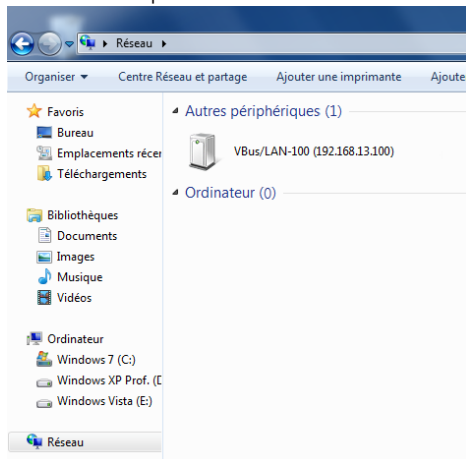 Réseau
Organiser Centre Réseau et partage Ajouter une imprimante Ajoute
Favoris
Bureau
Emplacements récer
Téléchargements
Bibliothèques
Documents
Images
Musique
Vidéos
Ordinateur
Windows 7 (C:)
Windows XP Prof. (D
Windows Vista (E:)
Réseau
Autres périphériques (1)
VBus/LAN-100 (192.168.13.100)
Ordinateur (0)